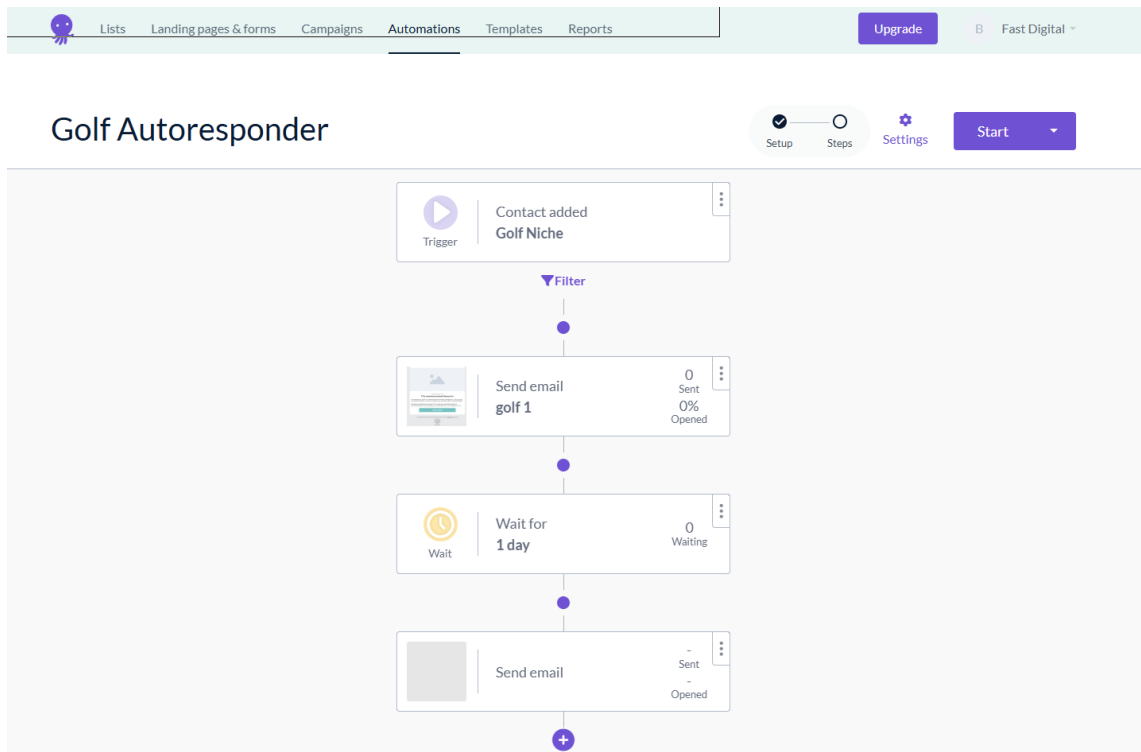 Lists Landing pages & forms Campaigns Automations Templates Reports Upgrade B Fast Digital
Golf Autoresponder
Setup Steps Settings Start
Contact added
Golf Niche
Trigger
Filter
Send email
golf 1
0
Sent
0%
Opened
Wait for
1 day
Wait
0
Waiting
Send email
-
Sent
-
Opened